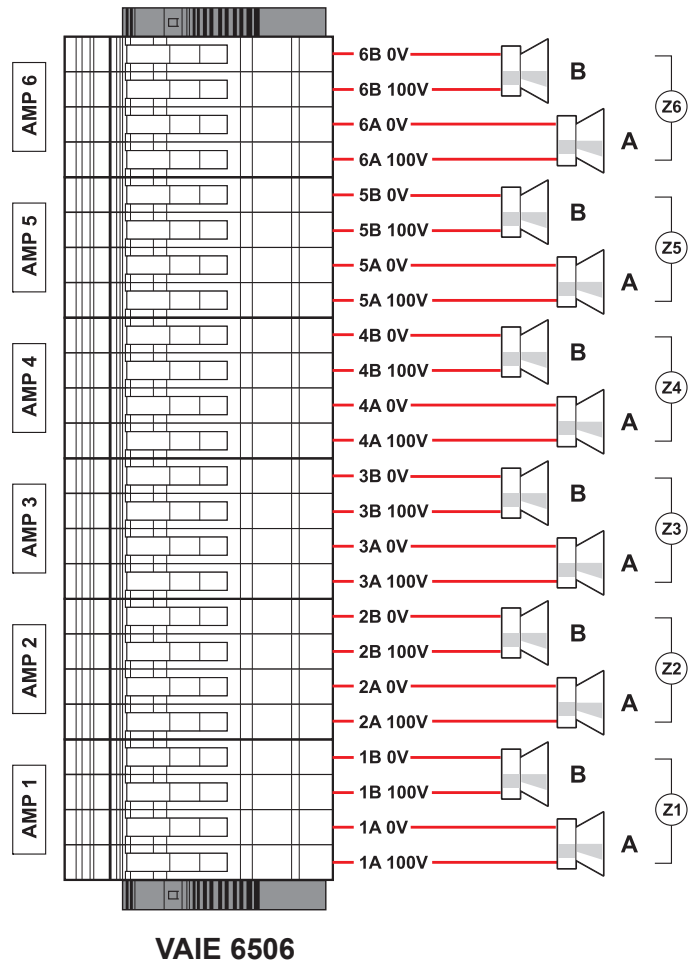 AMP 6
6B 0V
6B 100V
B
6A 0V
6A 100V
A
Z6
AMP 5
5B 0V
5B 100V
B
5A 0V
5A 100V
A
Z5
AMP 4
4B 0V
4B 100V
B
4A 0V
4A 100V
A
Z4
AMP 3
3B 0V
3B 100V
B
3A 0V
3A 100V
A
Z3
AMP 2
2B 0V
2B 100V
B
2A 0V
2A 100V
A
Z2
AMP 1
1B 0V
1B 100V
B
1A 0V
1A 100V
A
Z1
VAIE 6506